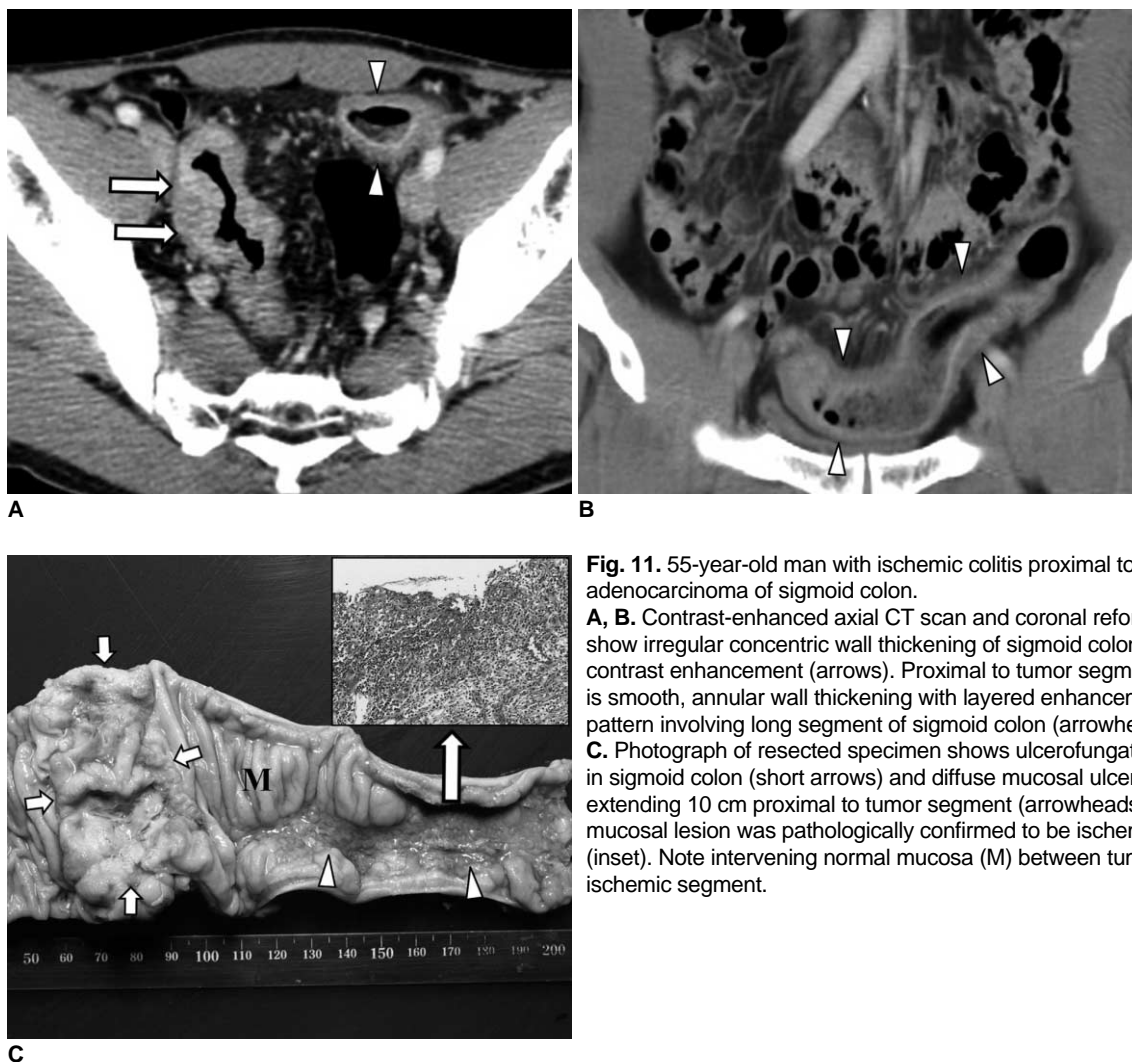 A
B
Fig. 11. 55-year-old man with ischemic colitis proximal to
adenocarcinoma of sigmoid colon.
A, B. Contrast-enhanced axial CT scan and coronal refor
show irregular concentric wall thickening of sigmoid colon
contrast enhancement (arrows). Proximal to tumor segm
is smooth, annular wall thickening with layered enhancer
pattern involving long segment of sigmoid colon (arrowhe
C. Photograph of resected specimen shows ulcerofungat
in sigmoid colon (short arrows) and diffuse mucosal ulcer
extending 10 cm proximal to tumor segment (arrowheads
mucosal lesion was pathologically confirmed to be ischer
(inset). Note intervening normal mucosa (M) between tur
ischemic segment.
M
50 60 70 80 90 100 110 120 130 140 150 160 170 180 190 200
C